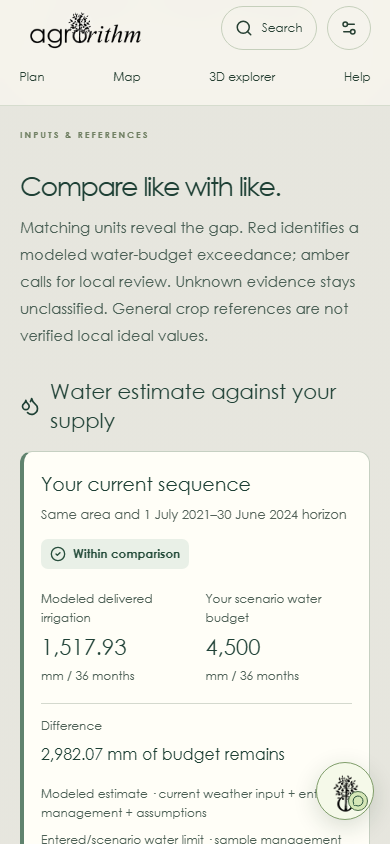 agrorithm
Search
Plan Map 3D explorer Help
INPUTS & REFERENCES
Compare like with like.
Matching units reveal the gap. Red identifies a
modeled water-budget exceedance; amber
calls for local review. Unknown evidence stays
unclassified. General crop references are not
verified local ideal values.
Water estimate against your
supply
Your current sequence
Same area and 1 July 2021–30 June 2024 horizon
Within comparison
Modeled delivered
irrigation
1,517.93
mm / 36 months
Your scenario water
budget
4,500
mm / 36 months
Difference
2,982.07 mm of budget remains
Modeled estimate · current weather input +
management + assumptions
Entered/scenario water limit · sample management